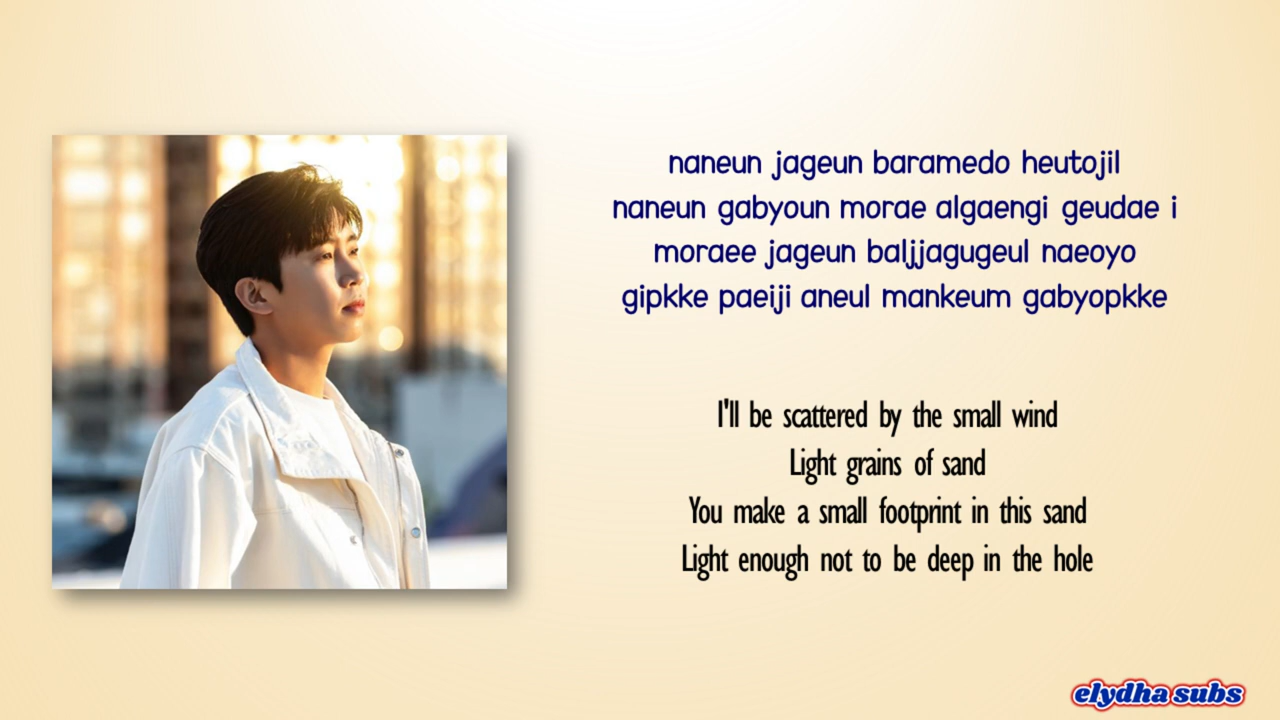 naneun jageun baramedo heutojil
naneun gabyoun morae algaengi geudae i
moraee jageun baljjagugeul naeoyo
gipkke paeiji aneul mankeum gabyopkke
I'll be scattered by the small wind
Light grains of sand
You make a small footprint in this sand
Light enough not to be deep in the hole
elydha subs